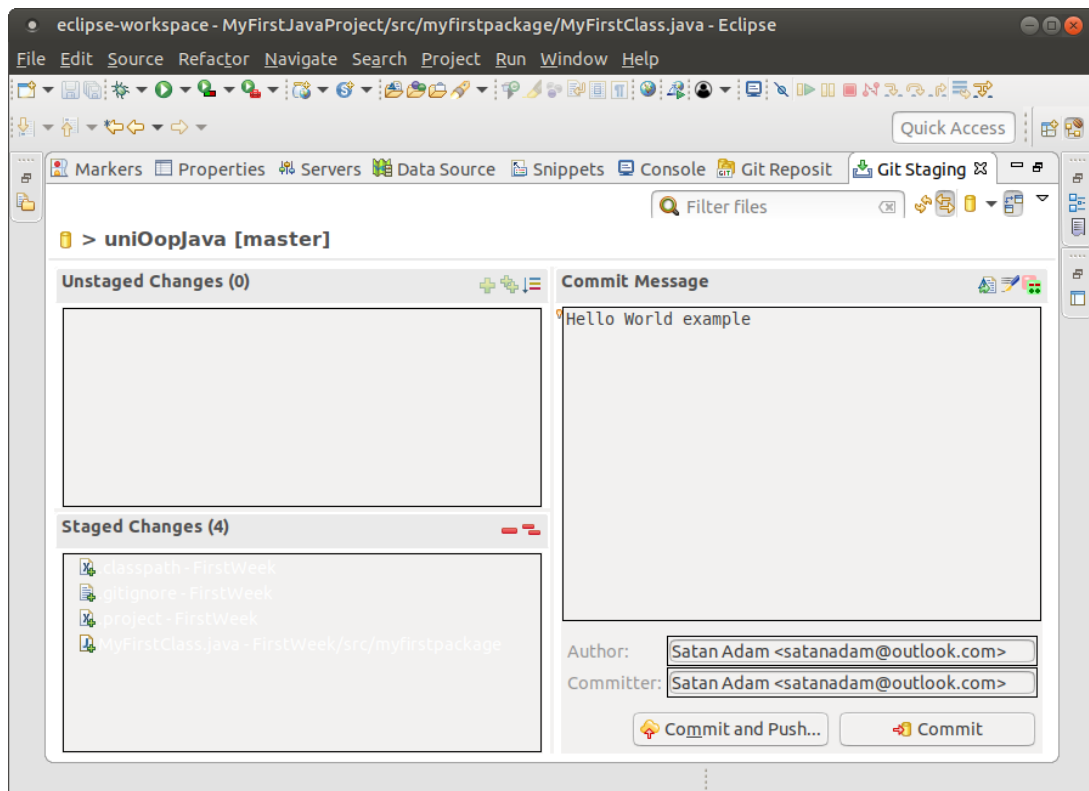 eclipse-workspace - MyFirstJavaProject/src/myfirstpackage/MyFirstClass.java - Eclipse
File Edit Source Refactor Navigate Search Project Run Window Help
Quick Access
Markers Properties Servers Data Source Snippets Console Git Reposit Git Staging
Filter files
> uniOopJava [master]
Unstaged Changes (0)
Staged Changes (4)
.classpath - FirstWeek
.gitignore - FirstWeek
.project - FirstWeek
MyFirstClass.java - FirstWeek/src/myfirstpackage
Commit Message
Hello World example
Author: Satan Adam <satanadam@outlook.com>
Committer: Satan Adam <satanadam@outlook.com>
Commit and Push... Commit